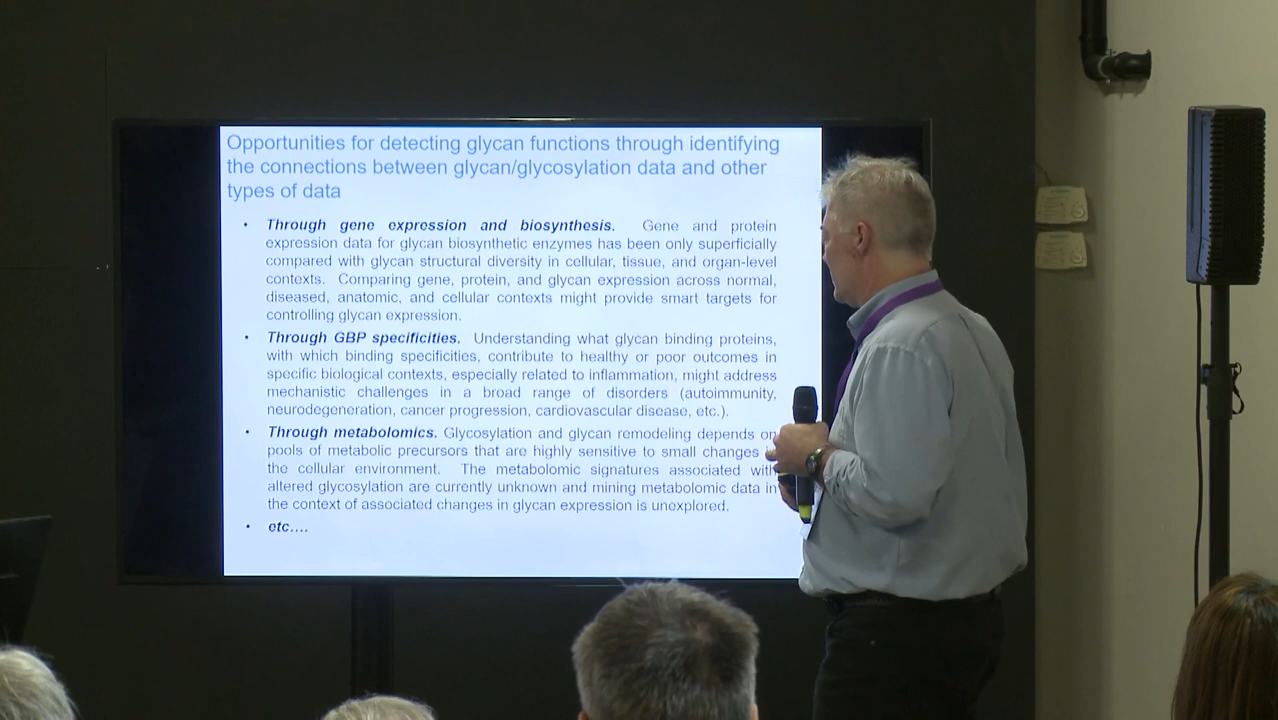 Opportunities for detecting glycan functions through identifying
the connections between glycan/glycosylation data and other
types of data
• Through gene expression and biosynthesis. Gene and protein
expression data for glycan biosynthetic enzymes has been only superficially
compared with glycan structural diversity in cellular, tissue, and organ-level
contexts. Comparing gene, protein, and glycan expression across normal,
diseased, anatomic, and cellular contexts might provide smart targets for
controlling glycan expression.
• Through GBP specificities. Understanding what glycan binding proteins,
with which binding specificities, contribute to healthy or poor outcomes in
specific biological contexts, especially related to inflammation, might address
mechanistic challenges in a broad range of disorders (autoimmunity,
neurodegeneration, cancer progression, cardiovascular disease, etc.).
• Through metabolomics. Glycosylation and glycan remodeling depends on
pools of metabolic precursors that are highly sensitive to small changes
the cellular environment. The metabolomic signatures associated with
altered glycosylation are currently unknown and mining metabolomic data in
the context of associated changes in glycan expression is unexplored.
• etc....